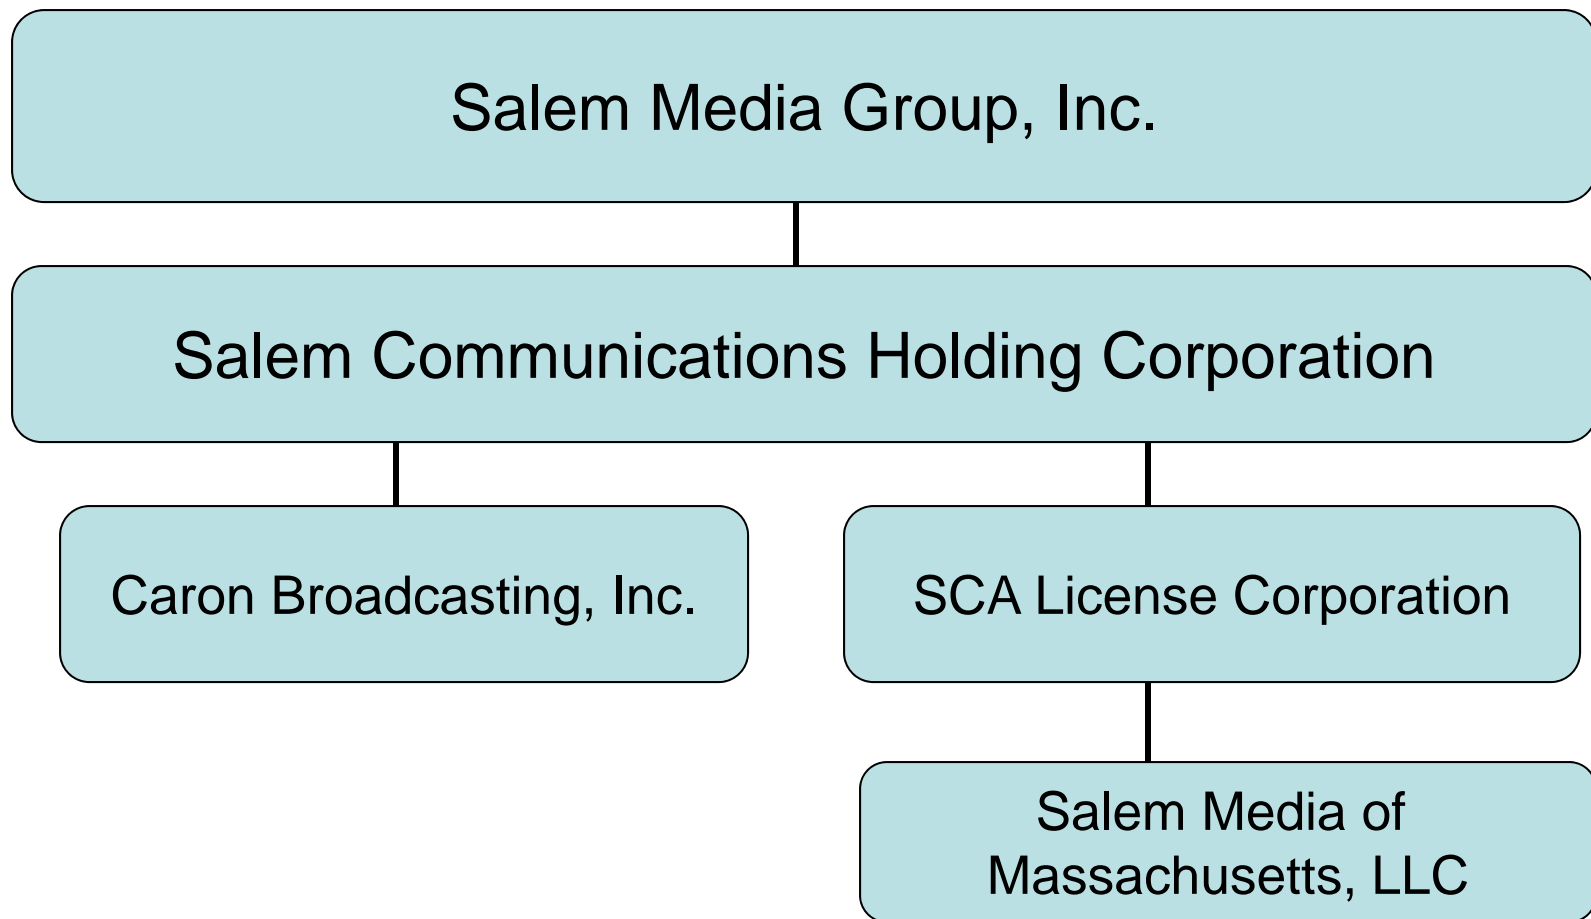 Salem Media Group, Inc.
Salem Communications Holding Corporation
Caron Broadcasting, Inc.
SCA License Corporation
Salem Media of
Massachusetts, LLC